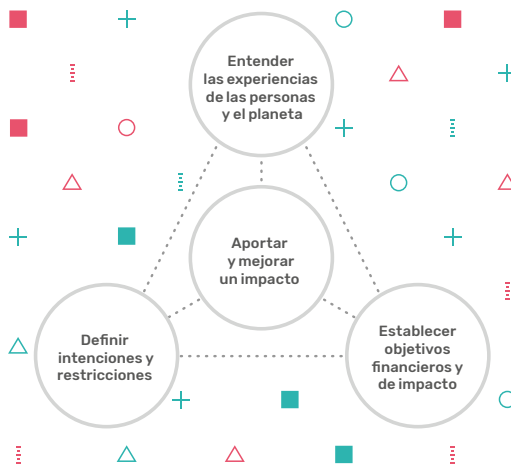 Entender
las experiencias
de las personas
y el planeta
Aportar
y mejorar
un impacto
Definir
intenciones y
restricciones
Establecer
objetivos
financieros y
de impacto